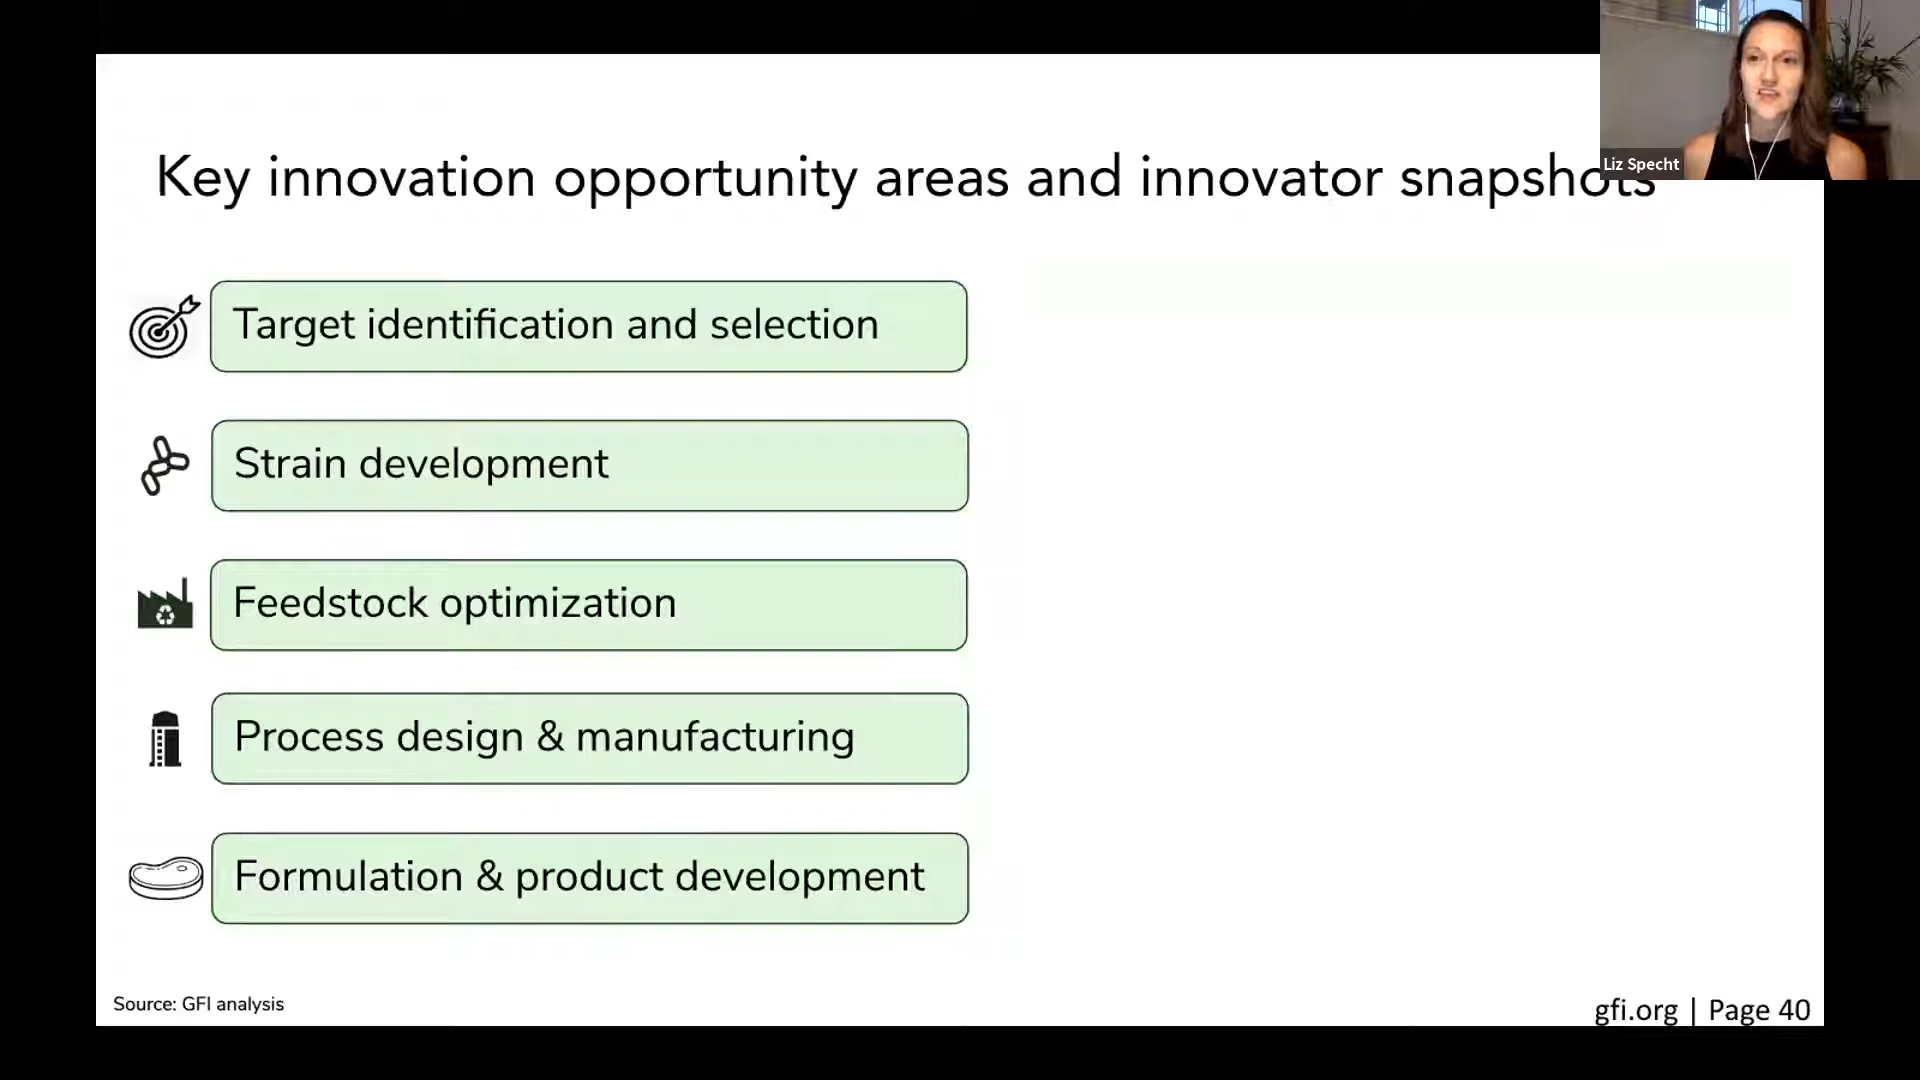 Liz Specht
Key innovation opportunity areas and innovator snapshots
Target identification and selection
Strain development
Feedstock optimization
Process design & manufacturing
Formulation & product development
Source: GFI analysis
gfi.org | Page 40